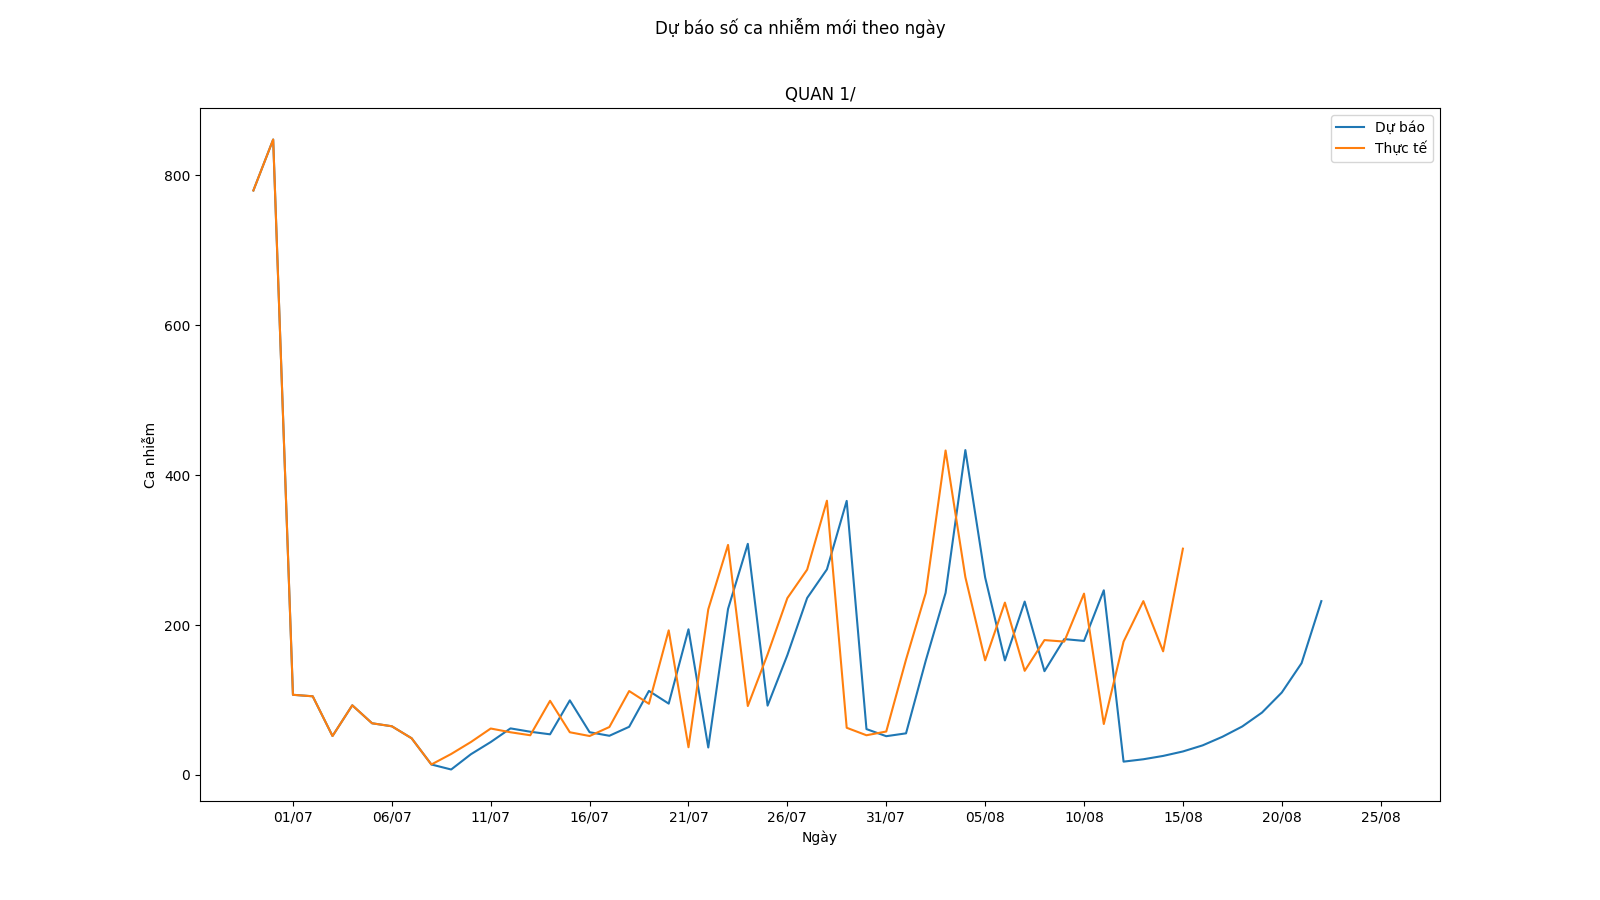 Dự báo số ca nhiễm mới theo ngày
QUAN 1/
Dự báo
Thực tế
800
600
400
200
0
Ca nhiễm
01/07
06/07
11/07
16/07
21/07
26/07
31/07
05/08
10/08
15/08
20/08
25/08
Ngày